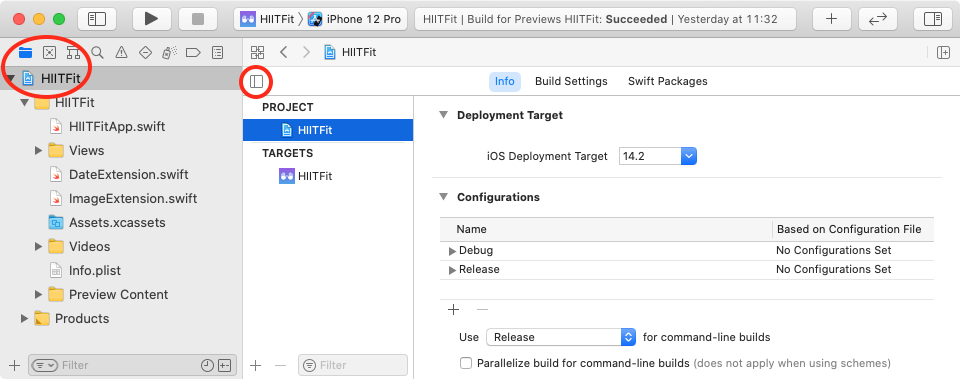 HIITFit
iPhone 12 Pro
HIITFit | Build for Previews HIITFit: Succeeded | Yesterday at 11:32
HIITFit
HIITFit
HIITFit
HIITFitApp.swift
Views
DateExtension.swift
ImageExtension.swift
Assets.xcassets
Videos
Info.plist
Preview Content
Products
Filter
Info
Build Settings
Swift Packages
PROJECT
HIITFit
TARGETS
HIITFit
Filter
Deployment Target
iOS Deployment Target 14.2
Configurations
Name Based on Configuration File
Debug No Configurations Set
Release No Configurations Set
Use Release for command-line builds
Parallelize build for command-line builds (does not apply when using schemes)